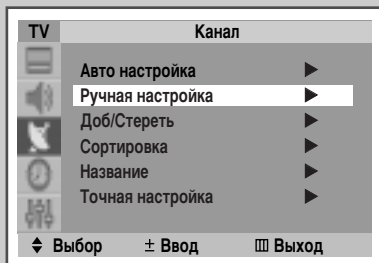 TV Канал
Авто настройка
Ручная настройка
Доб/Стереть
Сортировка
Название
Точная настройка
Выбор ± Ввод Выход